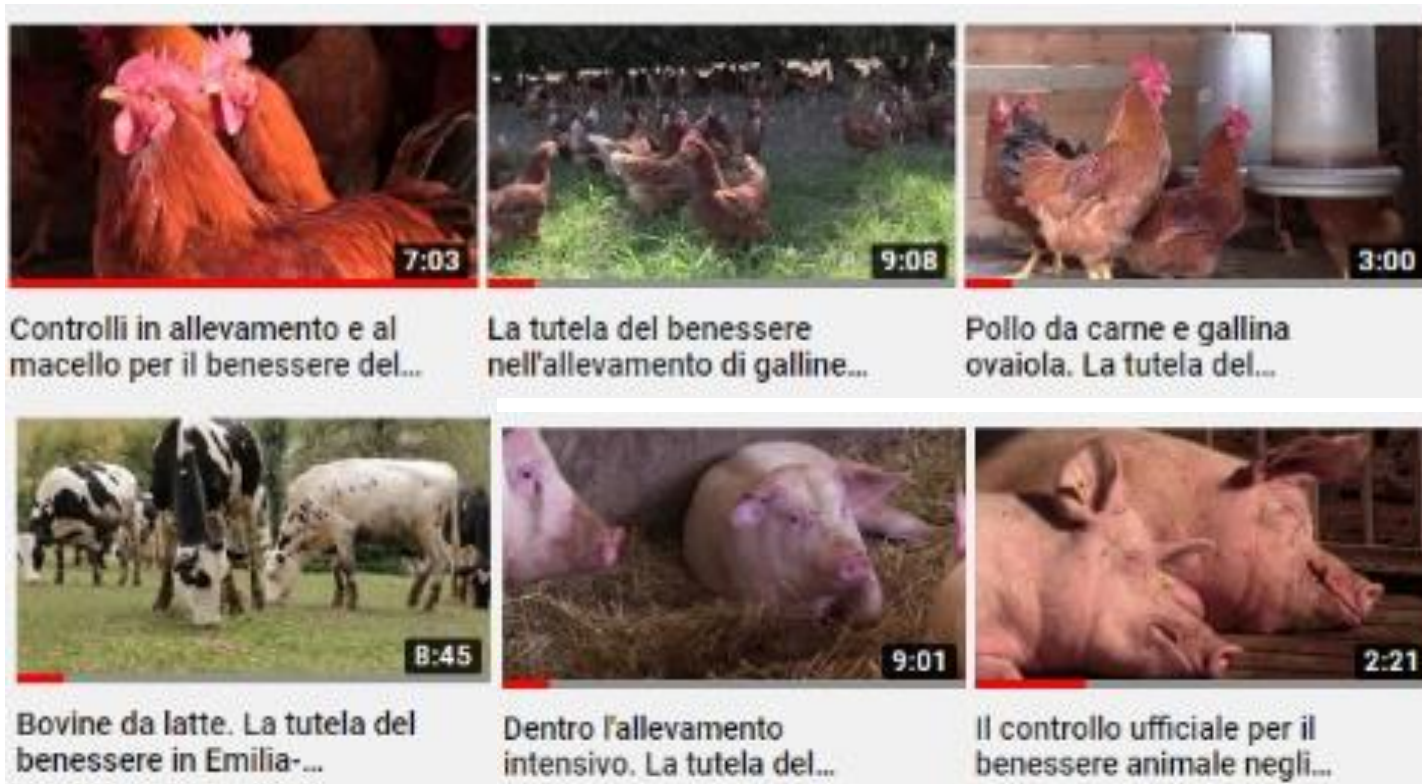 7:03
9:08
3:00
Controlli in allevamento e al
macello per il benessere del...
La tutela del benessere
nell'allevamento di galline...
Pollo da carne e gallina
ovaiola. La tutela del...
8:45
9:01
2:21
Bovine da latte. La tutela del
benessere in Emilia-...
Dentro l'allevamento
intensivo. La tutela del...
Il controllo ufficiale per il
benessere animale negli...